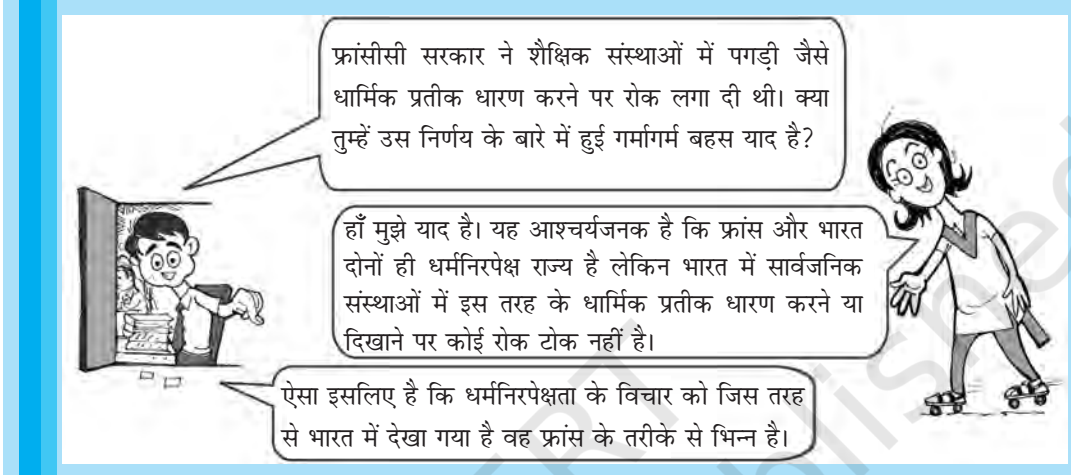 फ्रांसीसी सरकार ने शैक्षिक संस्थाओं में पगड़ी जैसे
धार्मिक प्रतीक धारण करने पर रोक लगा दी थी। क्या
तुम्हें उस निर्णय के बारे में हुई गर्मागर्म बहस याद है?
हाँ मुझे याद है। यह आश्चर्यजनक है कि फ्रांस और भारत
दोनों ही धर्मनिरपेक्ष राज्य है लेकिन भारत में सार्वजनिक
संस्थाओं में इस तरह के धार्मिक प्रतीक धारण करने या
दिखाने पर कोई रोक टोक नहीं है।
ऐसा इसलिए है कि धर्मनिरपेक्षता के विचार को जिस तरह
से भारत में देखा गया है वह फ्रांस के तरीके से भिन्न है।